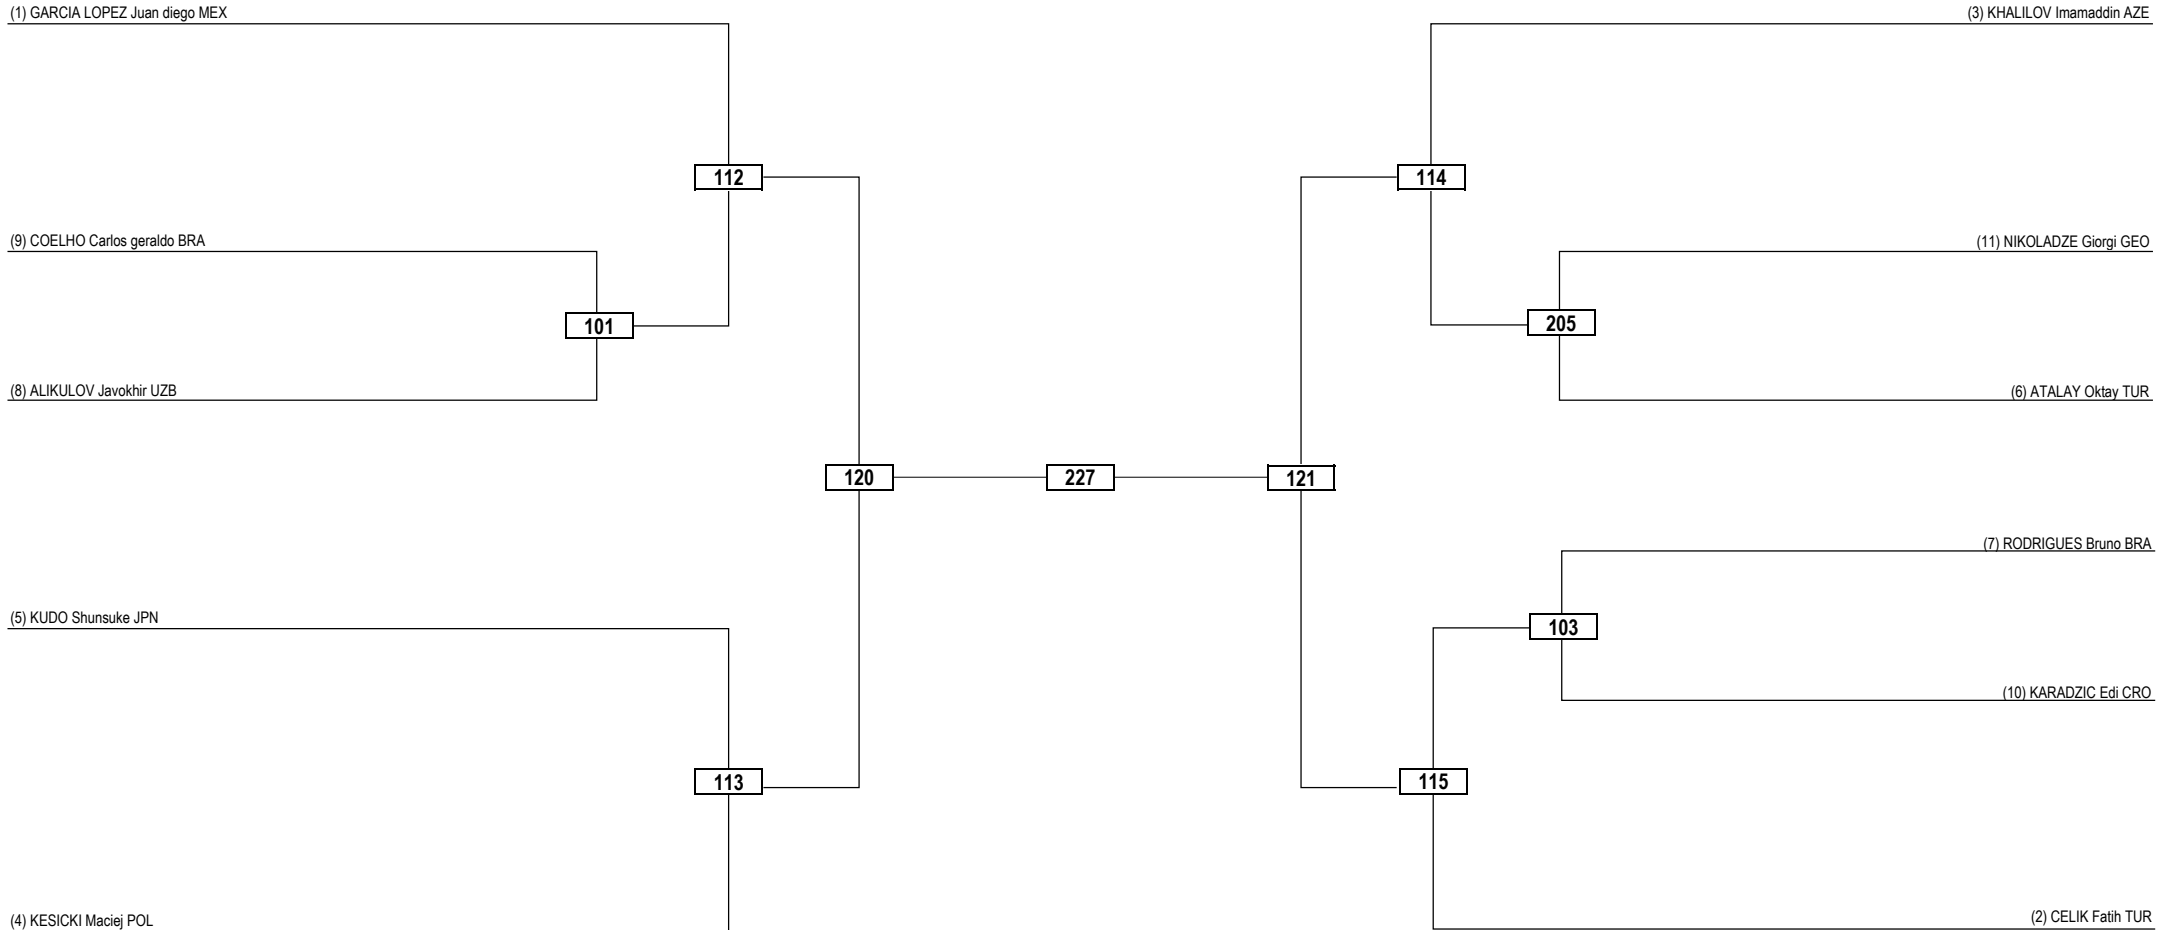 (1) GARCIA LOPEZ Juan diego MEX
(3) KHALILOV Imamaddin AZE
112
114
(9) COELHO Carlos geraldo BRA
(11) NIKOLADZE Giorgi GEO
101
205
(8) ALIKULOV Javokhir UZB
(6) ATALAY Oktay TUR
120
227
121
(7) RODRIGUES Bruno BRA
(5) KUDO Shunsuke JPN
103
(10) KARADZIC Edi CRO
113
115
(4) KESICKI Maciej POL
(2) CELIK Fatih TUR